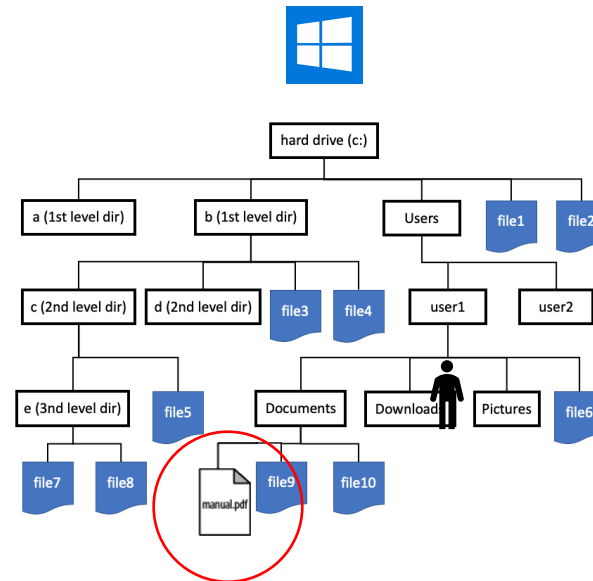 hard drive (c:)
a (1st level dir)
b (1st level dir)
Users
file1
file2
c (2nd level dir)
d (2nd level dir)
file3
file4
user1
user2
e (3nd level dir)
file5
Documents
Downloads
Pictures
file6
file7
file8
manual.pdf
file9
file10